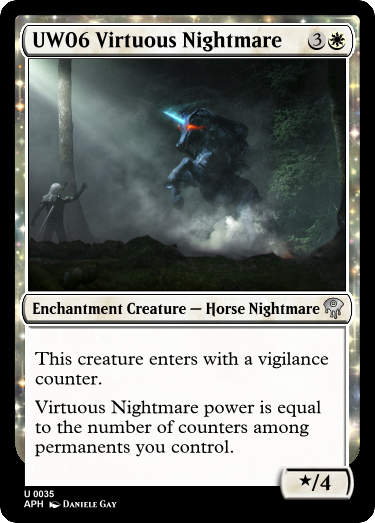 UW06 Virtuous Nightmare 3
Enchantment Creature — Horse Nightmare
This creature enters with a vigilance
counter.
Virtuous Nightmare power is equal
to the number of counters among
permanents you control.
★/4
U 0035
APH Daniele Gay